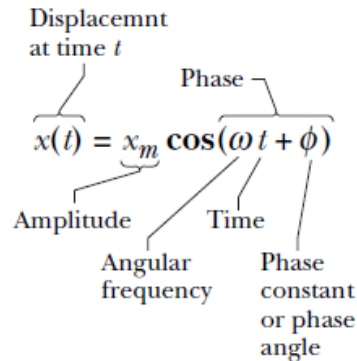 Displacemnt
at time t
Phase
x(t) = x_m cos(ωt + ϕ)
Amplitude
Time
Angular
frequency
Phase
constant
or phase
angle